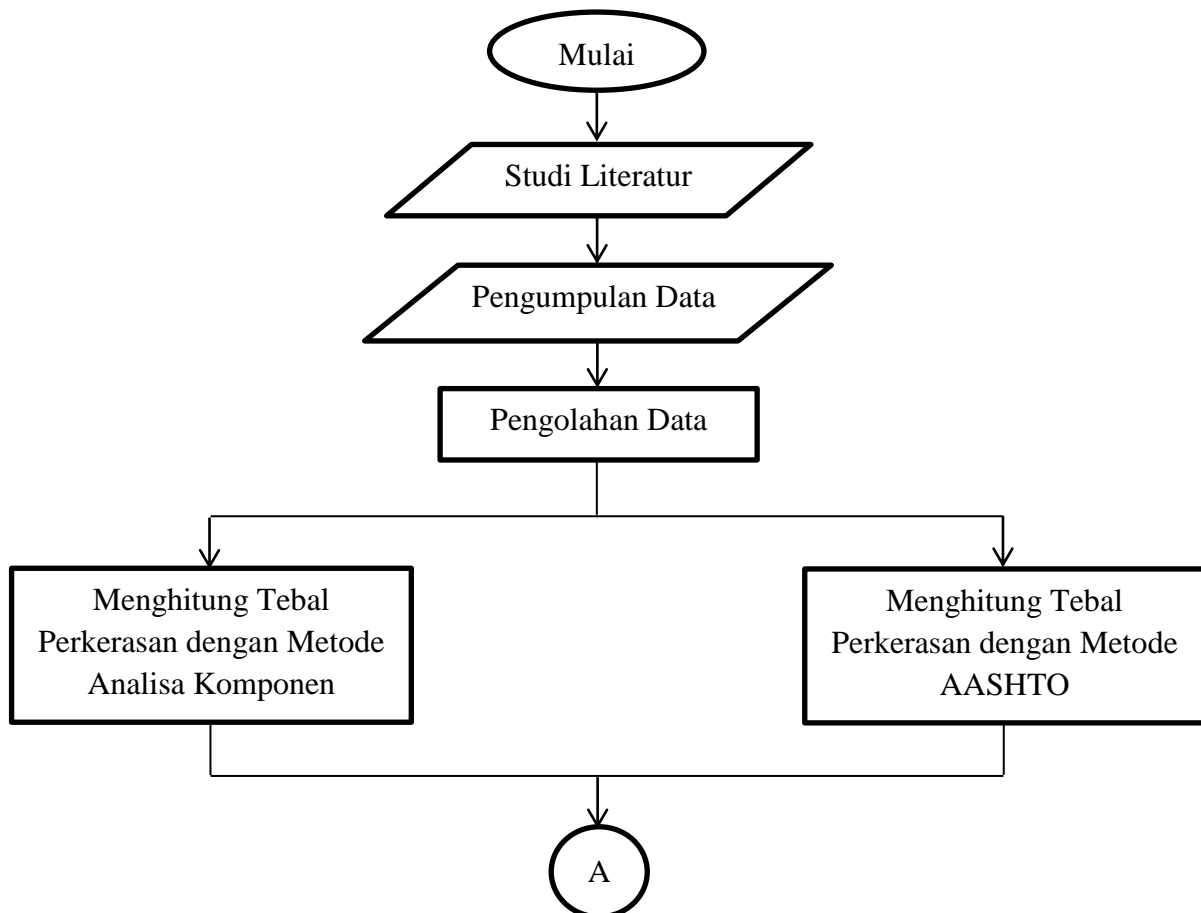 Mulai
Studi Literatur
Pengumpulan Data
Pengolahan Data
Menghitung Tebal
Perkerasan dengan Metode
Analisa Komponen
Menghitung Tebal
Perkerasan dengan Metode
AASHTO
A